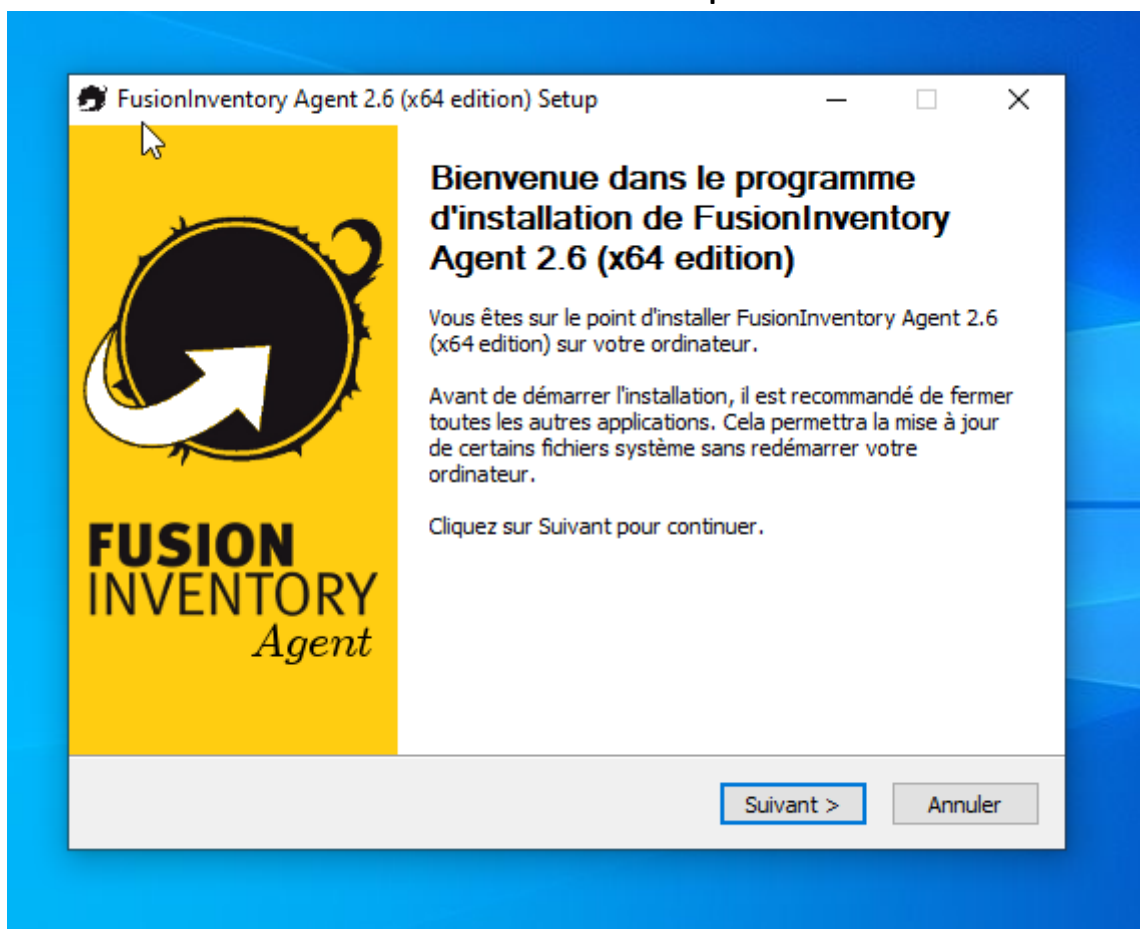 FusionInventory Agent 2.6 (x64 edition) Setup
Bienvenue dans le programme
d'installation de FusionInventory
Agent 2.6 (x64 edition)
Vous êtes sur le point d'installer FusionInventory Agent 2.6
(x64 edition) sur votre ordinateur.
Avant de démarrer l'installation, il est recommandé de fermer
toutes les autres applications. Cela permettra la mise à jour
de certains fichiers système sans redémarrer votre
ordinateur.
Cliquez sur Suivant pour continuer.
FUSION
INVENTORY
Agent
Suivant >
Annuler